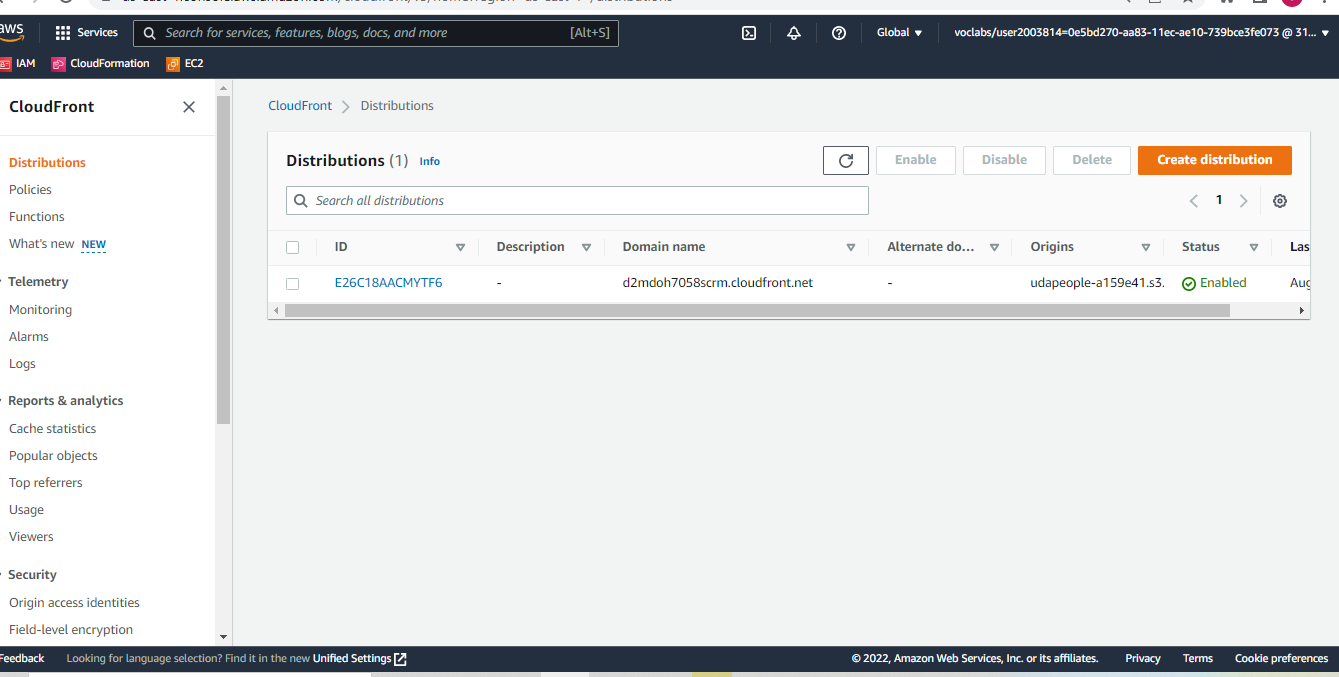 aws
Services
Search for services, features, blogs, docs, and more
[Alt+S]
Global
voclabs/user2003814=0e5bd270-aa83-11ec-ae10-739bce3fe073 @ 31...
IAM
CloudFormation
EC2
CloudFront
Distributions
Policies
Functions
What's new NEW
Telemetry
Monitoring
Alarms
Logs
Reports & analytics
Cache statistics
Popular objects
Top referrers
Usage
Viewers
Security
Origin access identities
Field-level encryption
CloudFront
Distributions
Distributions (1) Info
Enable
Disable
Delete
Create distribution
Search all distributions
1
ID
Description
Domain name
Alternate do...
Origins
Status
Las
E26C18AACMYTF6
-
d2mdoh7058scrm.cloudfront.net
-
udapeople-a159e41.s3.
Enabled
Aug
Feedback
Looking for language selection? Find it in the new Unified Settings
© 2022, Amazon Web Services, Inc. or its affiliates.
Privacy
Terms
Cookie preferences